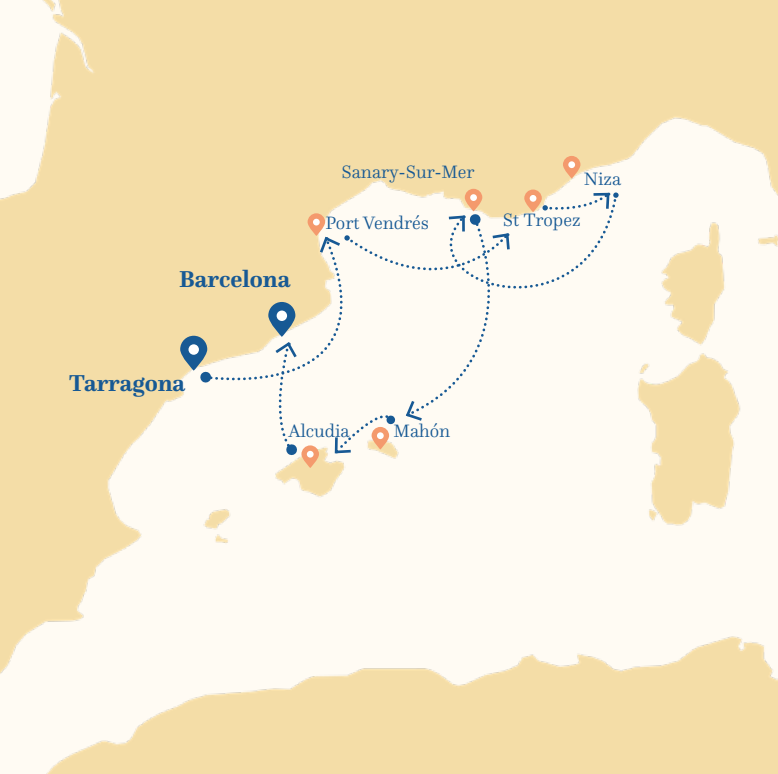 Sanary-Sur-Mer
Niza
Port Vendrés
St Tropez
Barcelona
Tarragona
Alcudia
Mahón